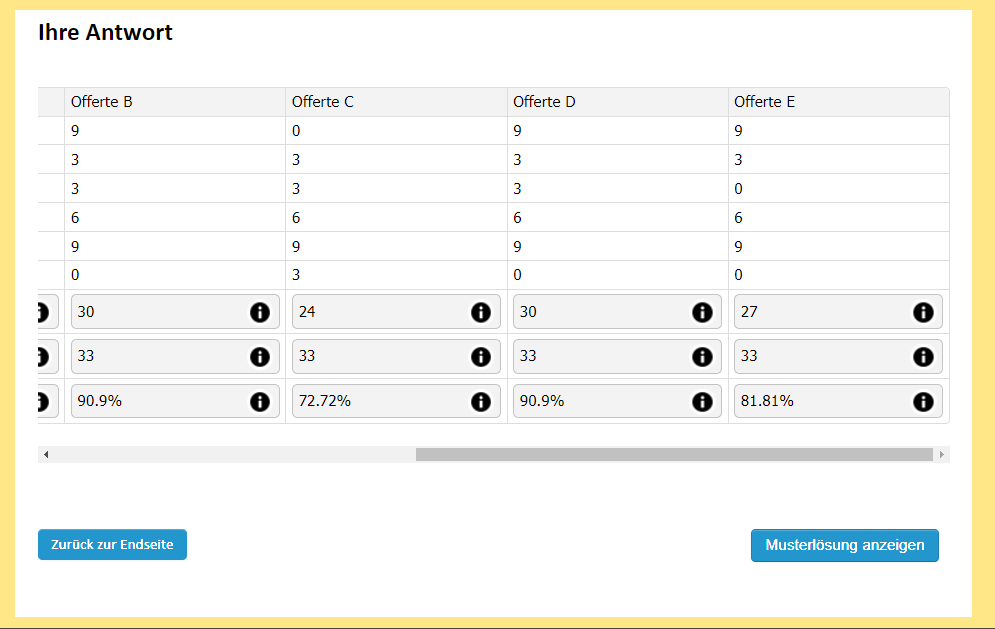 Ihre Antwort
Offerte B Offerte C Offerte D Offerte E
9 0 9 9
3 3 3 3
3 3 3 0
6 6 6 6
9 9 9 9
0 3 0 0
30 24 30 27
33 33 33 33
90.9% 72.72% 90.9% 81.81%
Zurück zur Endseite Musterlösung anzeigen